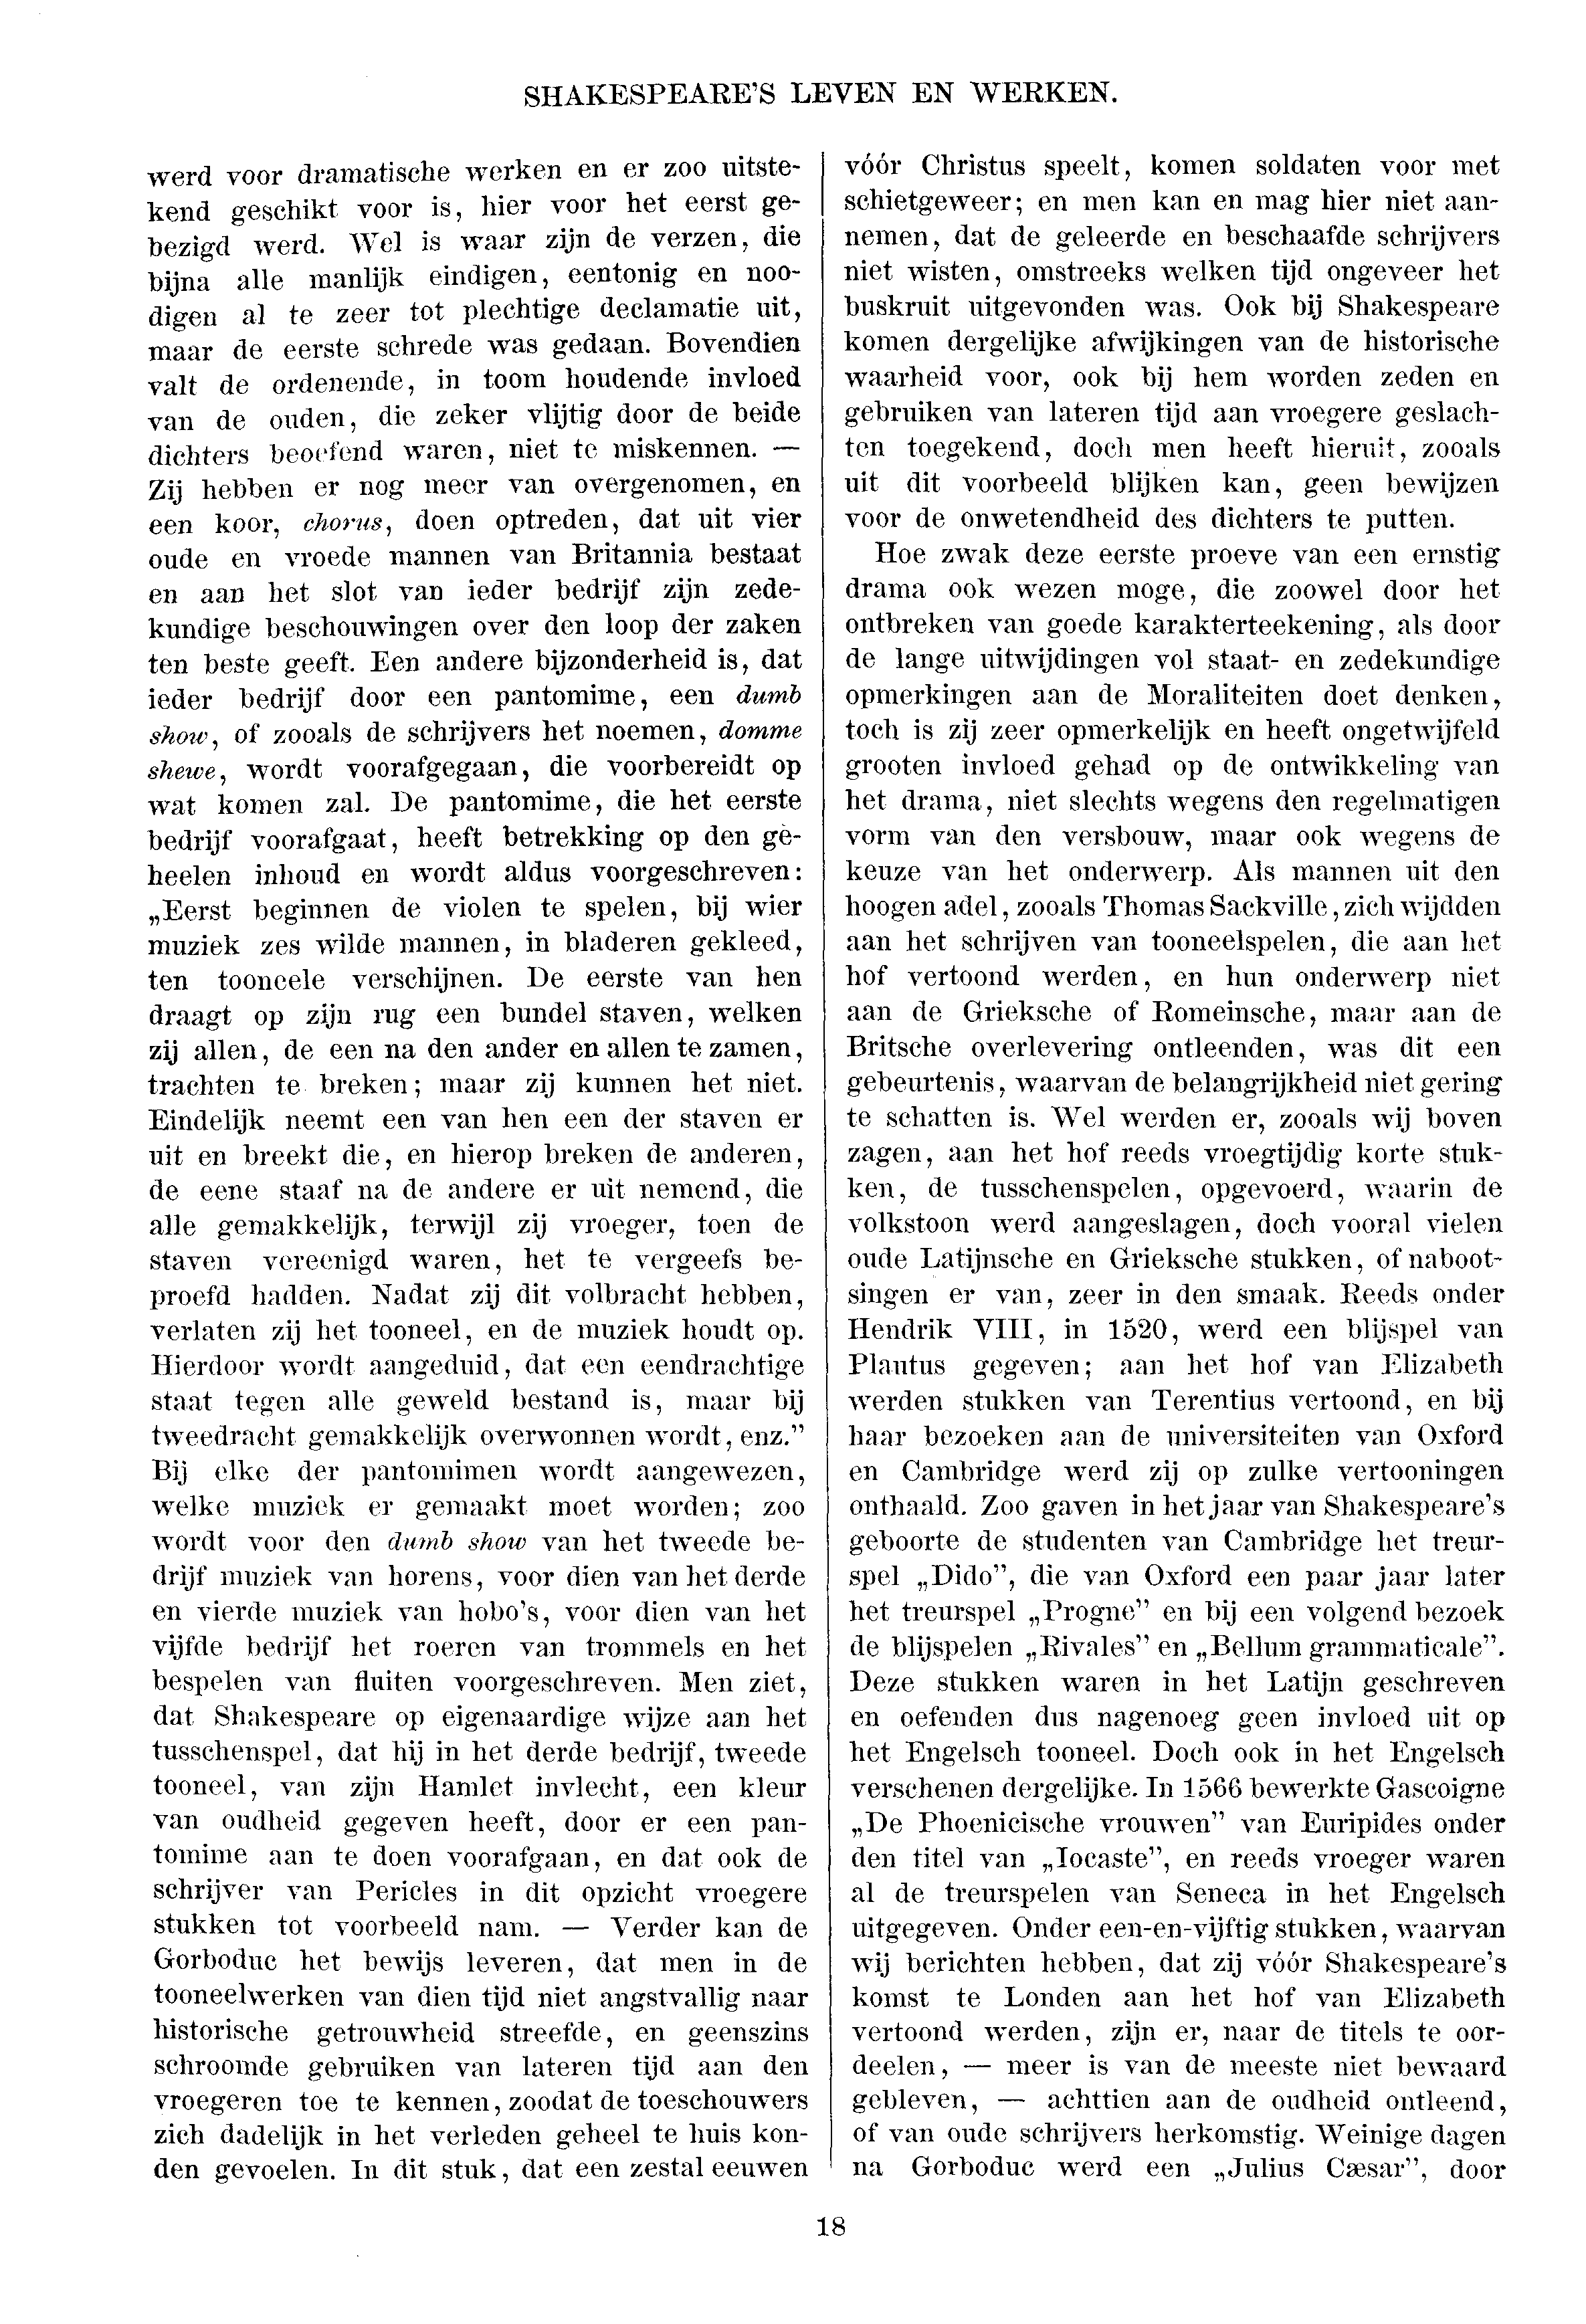 SHAKESPEARE'S LEVEN EN WERKEN.
werd voor dramatische werken en er zoo uitste-
kend geschikt voor is, hier voor het eerst ge-
bezigd werd. Wel is waar zijn de verzen, die
bijna alle manlijk eindigen, eentonig en noo-
digen al te zeer tot plechtige declamatie uit,
maar de eerste schrede was gedaan. Bovendien
valt de ordenende, in toom houdende invloed
van de ouden, die zeker vlijtig door de beide
dichters beoefend waren, niet te miskennen. —
Zij hebben er nog meer van overgenomen, en
een koor, chorus, doen optreden, dat uit vier
oude en vroede mannen van Britannia bestaat
en aan het slot van ieder bedrijf zijn zede-
kundige beschouwingen over den loop der zaken
ten beste geeft. Een andere bijzonderheid is, dat
ieder bedrijf door een pantomime, een dumb
show, of zooals de schrijvers het noemen, domme
shewe, wordt voorafgegaan, die voorbereidt op
wat komen zal. De pantomime, die het eerste
bedrijf voorafgaat, heeft betrekking op den gè-
heelen inhoud en wordt aldus voorgeschreven:
„Eerst beginnen de violen te spelen, bij wier
muziek zes wilde mannen, in bladeren gekleed,
ten tooneele verschijnen. De eerste van hen
draagt op zijn rug een bundel staven, welken
zij allen, de een na den ander en allen te zamen,
trachten te breken; maar zij kunnen het niet.
Eindelijk neemt een van hen een der staven er
uit en breekt die, en hierop breken de anderen,
de eene staaf na de andere er uit nemend, die
alle gemakkelijk, terwijl zij vroeger, toen de
staven vereenigd waren, het te vergeefs be-
proefd hadden. Nadat zij dit volbracht hebben,
verlaten zij het tooneel, en de muziek houdt op.
Hierdoor wordt aangeduid, dat een eendrachtige
staat tegen alle geweld bestand is, maar bij
tweedracht gemakkelijk overwonnen wordt, enz."
Bij elke der pantomimen wordt aangewezen,
welke muziek er gemaakt moet worden; zoo
wordt voor den dumb show van het tweede be-
drijf muziek van horens, voor dien van het derde
en vierde muziek van hobo's, voor dien van het
vijfde bedrijf het roeren van trommels en het
bespelen van fluiten voorgeschreven. Men ziet,
dat Shakespeare op eigenaardige wijze aan het
tusschenspel, dat hij in het derde bedrijf, tweede
tooneel, van zijn Hamlet invlecht, een kleur
van oudheid gegeven heeft, door er een pan-
tomime aan te doen voorafgaan, en dat ook de
schrijver van Pericles in dit opzicht vroegere
stukken tot voorbeeld nam. — Verder kan de
Gorboduc het bewijs leveren, dat men in de
tooneelwerken van dien tijd niet angstvallig naar
historische getrouwheid streefde, en geenszins
schroomde gebruiken van lateren tijd aan den
vroegeren toe te kennen, zoodat de toeschouwers
zich dadelijk in het verleden geheel te huis kon-
den gevoelen. In dit stuk, dat een zestal eeuwen
vóór Christus speelt, komen soldaten voor met
schietgeweer; en men kan en mag hier niet aan-
nemen, dat de geleerde en beschaafde schrijvers
niet wisten, omstreeks welken tijd ongeveer het
buskruit uitgevonden was. Ook bij Shakespeare
komen dergelijke afwijkingen van de historische
waarheid voor, ook bij hem worden zeden en
gebruiken van lateren tijd aan vroegere geslach-
ten toegekend, doch men heeft hieruit, zooals
uit dit voorbeeld blijken kan, geen bewijzen
voor de onwetendheid des dichters te putten.
Hoe zwak deze eerste proeve van een ernstig
drama ook wezen moge, die zoowel door het
ontbreken van goede karakterteekening, als door
de lange uitwijdingen vol staat- en zedekundige
opmerkingen aan de Moraliteiten doet denken,
toch is zij zeer opmerkelijk en heeft ongetwijfeld
grooten invloed gehad op de ontwikkeling van
het drama, niet slechts wegens den regelmatigen
vorm van den versbouw, maar ook wegens de
keuze van het onderwerp. Als mannen uit den
hoogen adel, zooals Thomas Sackville, zich wijdden
aan het schrijven van tooneelspelen, die aan het
hof vertoond werden, en hun onderwerp niet
aan de Grieksche of Romeinsche, maar aan de
Britsche overlevering ontleenden, was dit een
gebeurtenis, waarvan de belangrijkheid niet gering
te schatten is. Wel werden er, zooals wij boven
zagen, aan het hof reeds vroegtijdig korte stuk-
ken, de tusschenspelen, opgevoerd, waarin de
volkstoon werd aangeslagen, doch vooral vielen
oude Latijnsche en Grieksche stukken, of naboot-
singen er van, zeer in den smaak. Reeds onder
Hendrik VIII, in 1520, werd een blijspel van
Plautus gegeven; aan het hof van Elizabeth
werden stukken van Terentius vertoond, en bij
haar bezoeken aan de universiteiten van Oxford
en Cambridge werd zij op zulke vertooningen
onthaald. Zoo gaven in het jaar van Shakespeare's
geboorte de studenten van Cambridge het treur-
spel „Dido", die van Oxford een paar jaar later
het treurspel „Progne" en bij een volgend bezoek
de blijspelen „Rivales" en „Bellum grammaticale".
Deze stukken waren in het Latijn geschreven
en oefenden dus nagenoeg geen invloed uit op
het Engelsch tooneel. Doch ook in het Engelsch
verschenen dergelijke. In 1566 bewerkte Gascoigne
„De Phoenicische vrouwen" van Euripides onder
den titel van „Iocaste", en reeds vroeger waren
al de treurspelen van Seneca in het Engelsch
uitgegeven. Onder een-en-vijftig stukken, waarvan
wij berichten hebben, dat zij vóór Shakespeare's
komst te Londen aan het hof van Elizabeth
vertoond werden, zijn er, naar de titels te oor-
deelen, — meer is van de meeste niet bewaard
gebleven, — achttien aan de oudheid ontleend,
of van oude schrijvers herkomstig. Weinige dagen
na Gorboduc werd een „Julius Cæsar", door
18